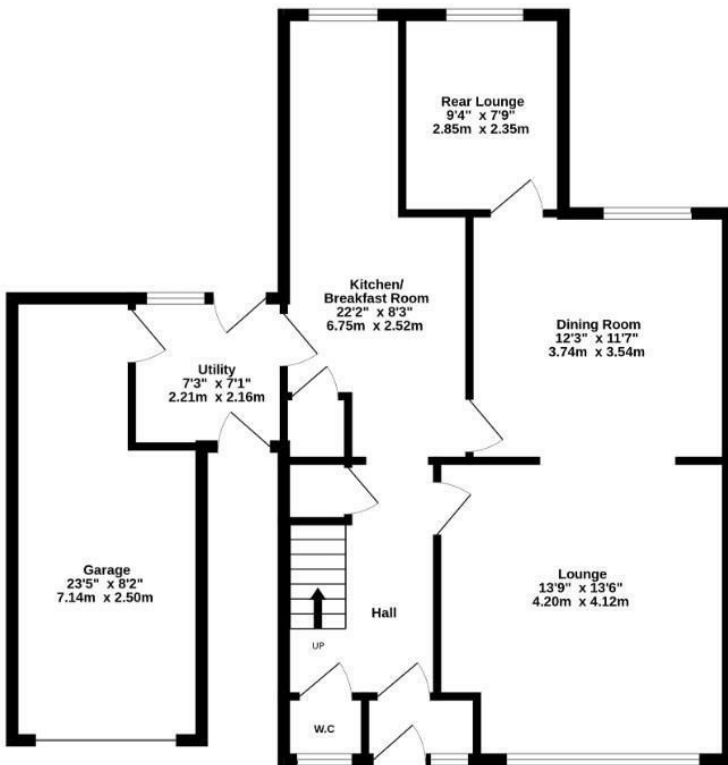 Rear Lounge
9'4" x 7'9"
2.85m x 2.35m
Kitchen/
Breakfast Room
22'2" x 8'3"
6.75m x 2.52m
Dining Room
12'3" x 11'7"
3.74m x 3.54m
Utility
7'3" x 7'1"
2.21m x 2.16m
Garage
23'5" x 8'2"
7.14m x 2.50m
Lounge
13'9" x 13'6"
4.20m x 4.12m
Hall
UP
W.C